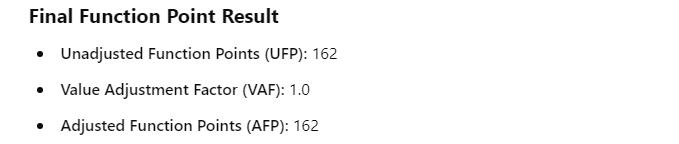 Final Function Point Result
• Unadjusted Function Points (UFP): 162
• Value Adjustment Factor (VAF): 1.0
• Adjusted Function Points (AFP): 162